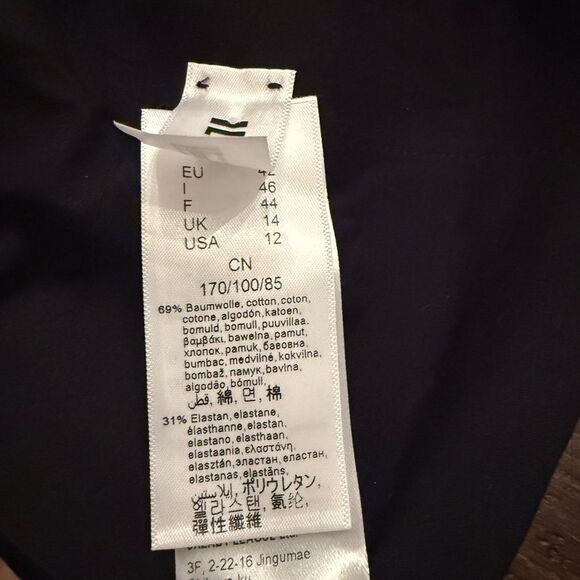 EU 42
I 46
F 44
UK 14
USA 12
CN
170/100/85
69% Baumwolle, cotton, coton,
cotone, algodón, katoen,
bomuld, bomull, puuvillaa,
βαμβάκι, bawełna, pamut,
хлопок, pamuk, бавовна,
bumbac, medvilnė, kokvilna,
bombaž, памук, bavlna,
algodão, bómull,
قطن, 綿, 면, 棉
31% Elastan, elastane,
élasthanne, elastan,
elastano, elasthaan,
elastaania, ελαστάνη,
elasztán, эластан, еластан,
elastanas, elastāns,
الاستين, ポリウレタン,
엘라스탠, 氨纶,
彈性纖維
3F, 2-22-16 Jingumae